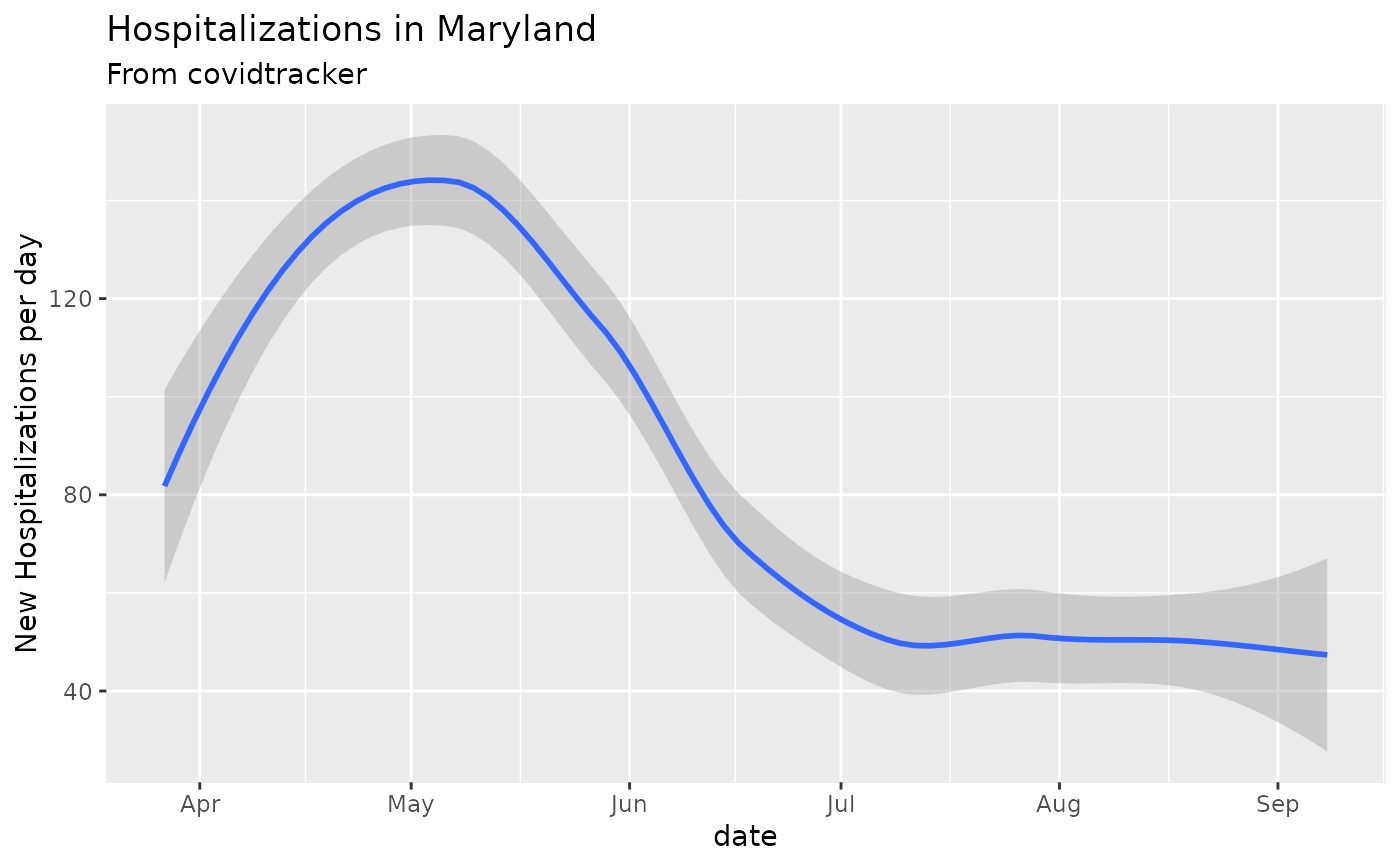 Hospitalizations in Maryland
From covidtracker
New Hospitalizations per day
120
80
40
Apr May Jun Jul Aug Sep
date